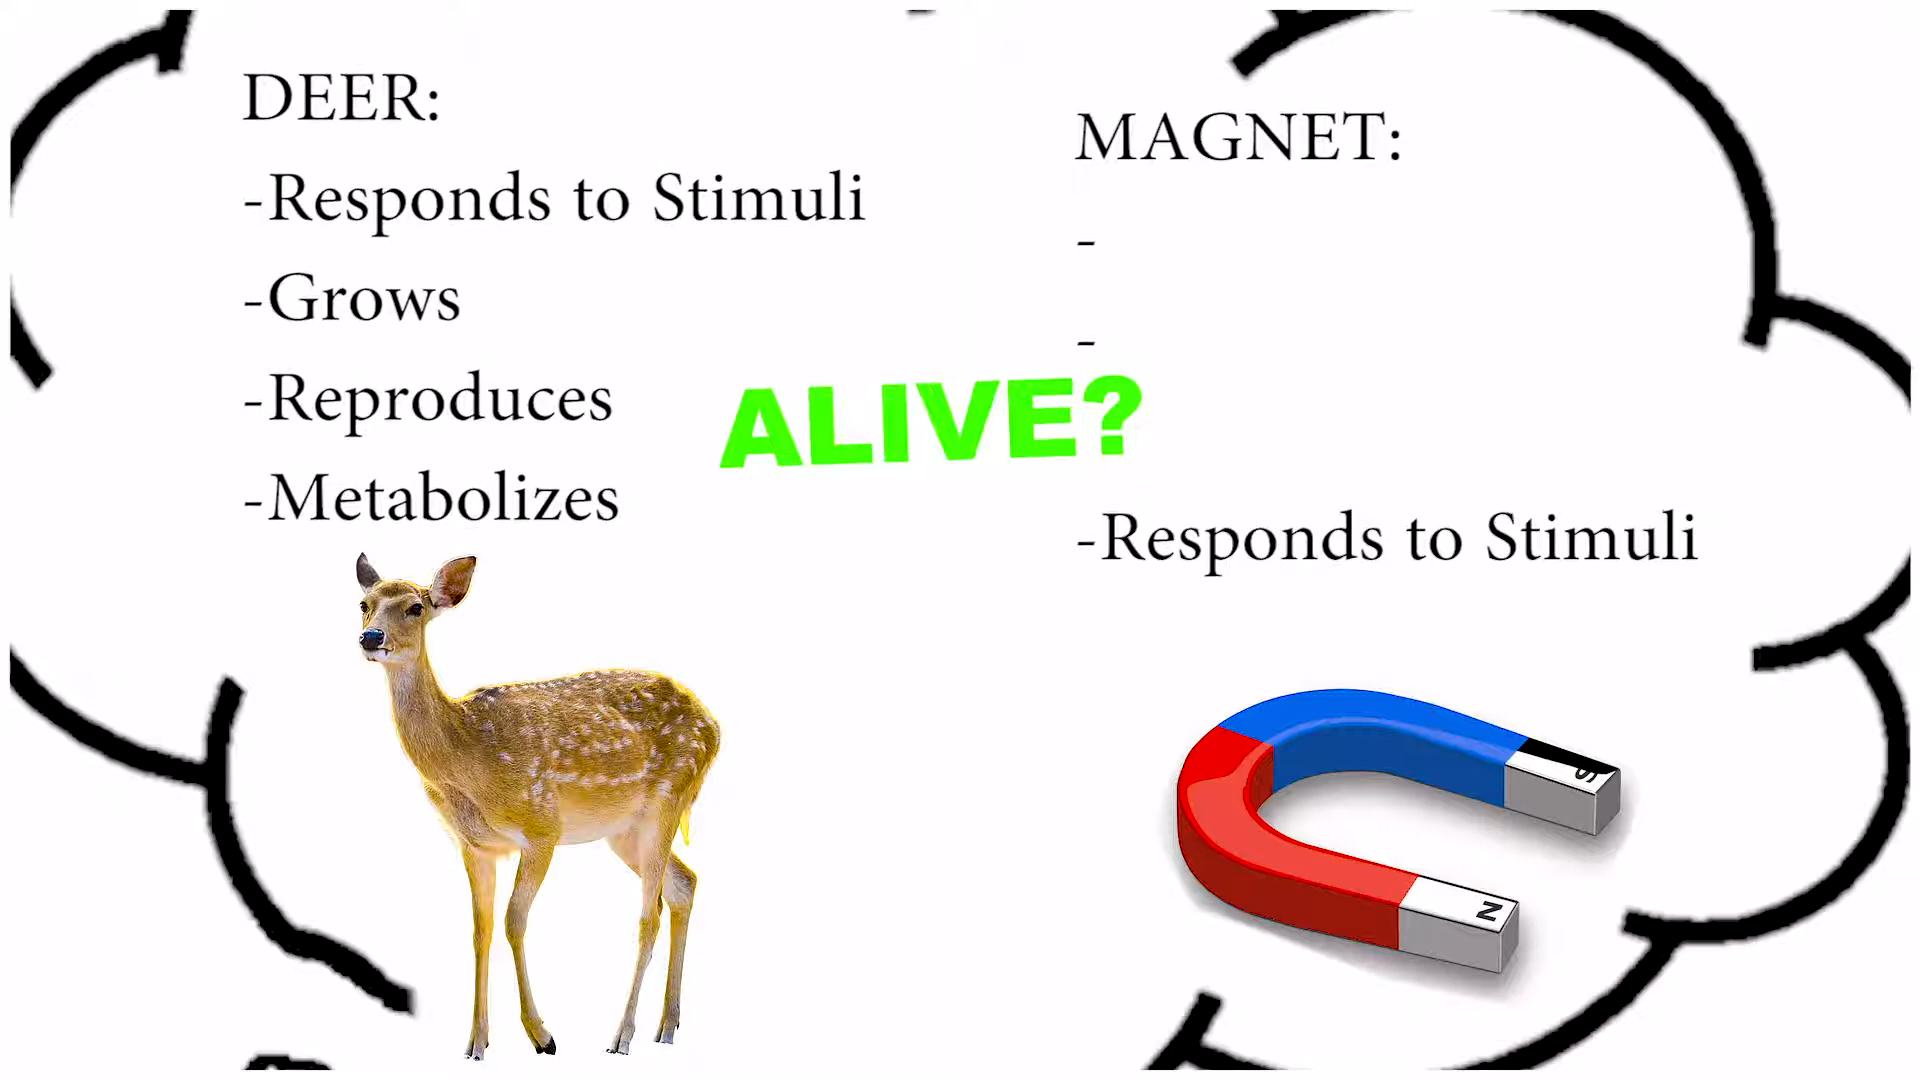 DEER:
-Responds to Stimuli
-Grows
-Reproduces
-Metabolizes
ALIVE?
MAGNET:
-
-
-Responds to Stimuli
S
N